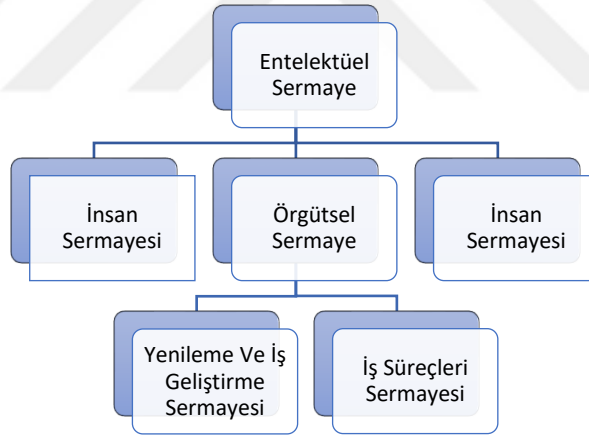 Entelektüel
Sermaye
İnsan
Sermayesi
Örgütsel
Sermaye
İnsan
Sermayesi
Yenileme Ve İş
Geliştirme
Sermayesi
İş Süreçleri
Sermayesi